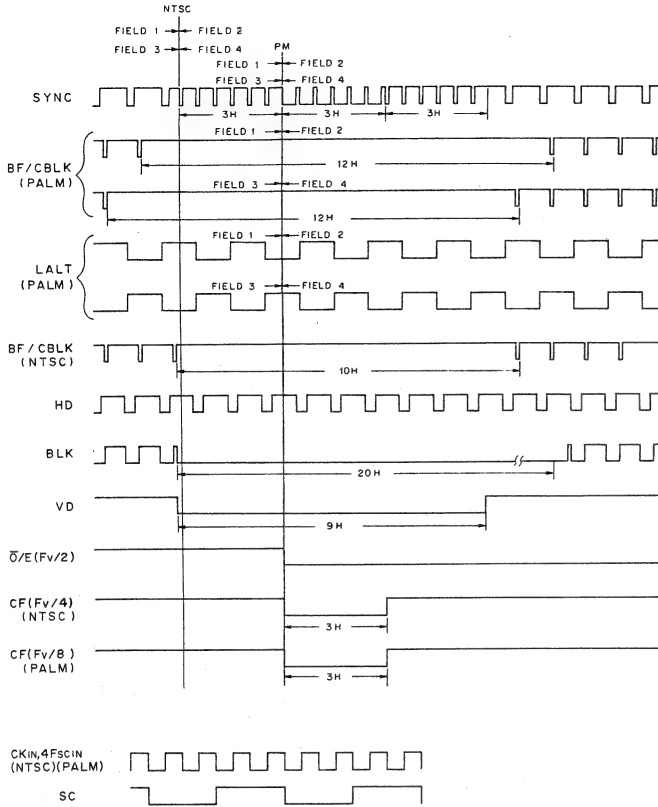 NTSC
FIELD 1 FIELD 2
FIELD 3 FIELD 4
PM
FIELD 1 FIELD 2
FIELD 3 FIELD 4
SYNC
3H 3H 3H
FIELD 1 FIELD 2
BF/CBLK
(PALM)
12H
FIELD 3 FIELD 4
12H
FIELD 1 FIELD 2
LALT
(PALM)
FIELD 3 FIELD 4
BF/CBLK
(NTSC)
10H
HD
BLK
20H
VD
9H
O̅/E(Fv/2)
CF(Fv/4)
(NTSC)
3H
CF(Fv/8)
(PALM)
3H
CKIN,4FSCIN
(NTSC)(PALM)
SC